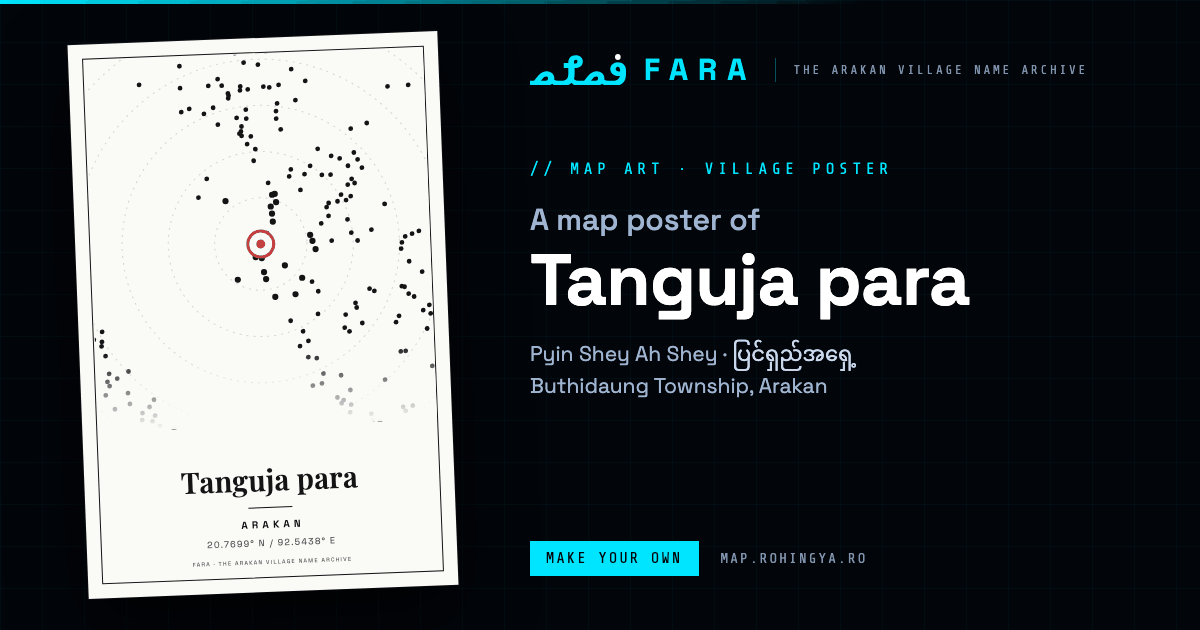 FARA
THE ARAKAN VILLAGE NAME ARCHIVE
// MAP ART · VILLAGE POSTER
A map poster of
Tanguja para
Pyin Shey Ah Shey · ပြင်ရှည်အရှေ့
Buthidaung Township, Arakan
MAKE YOUR OWN
MAP.ROHINGYA.RO
Tanguja para
ARAKAN
20.7699° N / 92.5438° E
FARA · THE ARAKAN VILLAGE NAME ARCHIVE